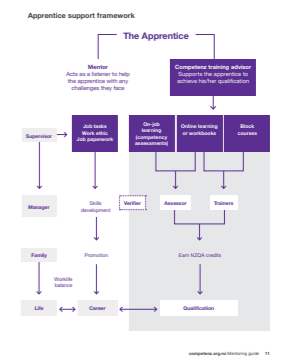 Apprentice support framework
The Apprentice
Mentor
Acts as a listener to help
the apprentice with any
challenges they face
Competenz training advisor
Supports the apprentice to
achieve his/her qualification
Supervisor
Job tasks
Work ethic
Job paperwork
On-job
learning
(competency
assessments)
Online learning
or workbooks
Block
courses
Manager
Skills
development
Verifier
Assessor
Trainers
Family
Promotion
Earn NZQA credits
Worklife
balance
Life
Career
Qualification
competenz.org.nz Mentoring guide 11